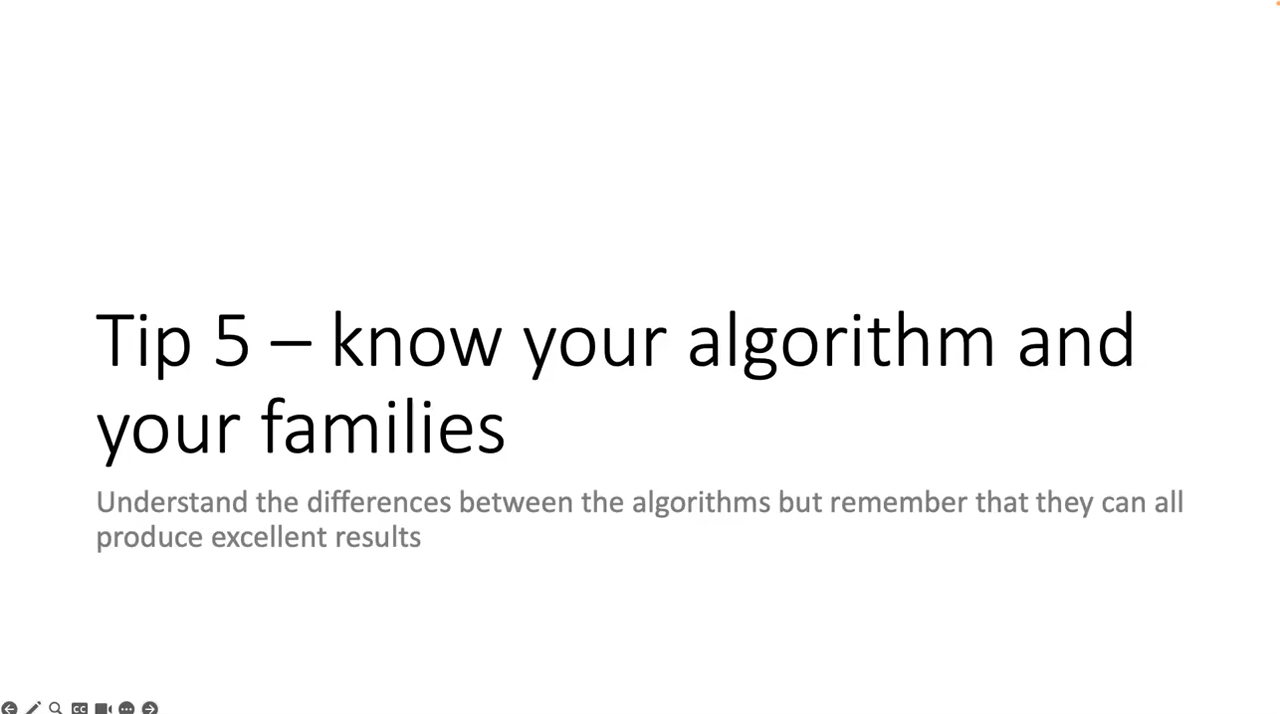 Tip 5 – know your algorithm and
your families
Understand the differences between the algorithms but remember that they can all
produce excellent results
CC